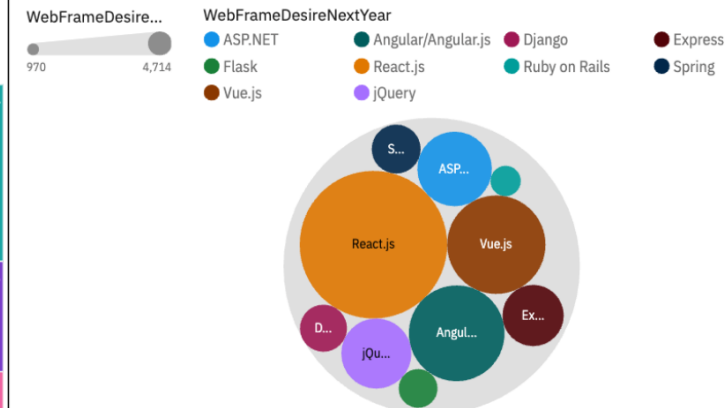 WebFrameDesire...
970 4,714
WebFrameDesireNextYear
ASP.NET Angular/Angular.js Django Express
Flask React.js Ruby on Rails Spring
Vue.js jQuery
S...
ASP...
React.js
Vue.js
Ex...
D...
Angul...
jQu...